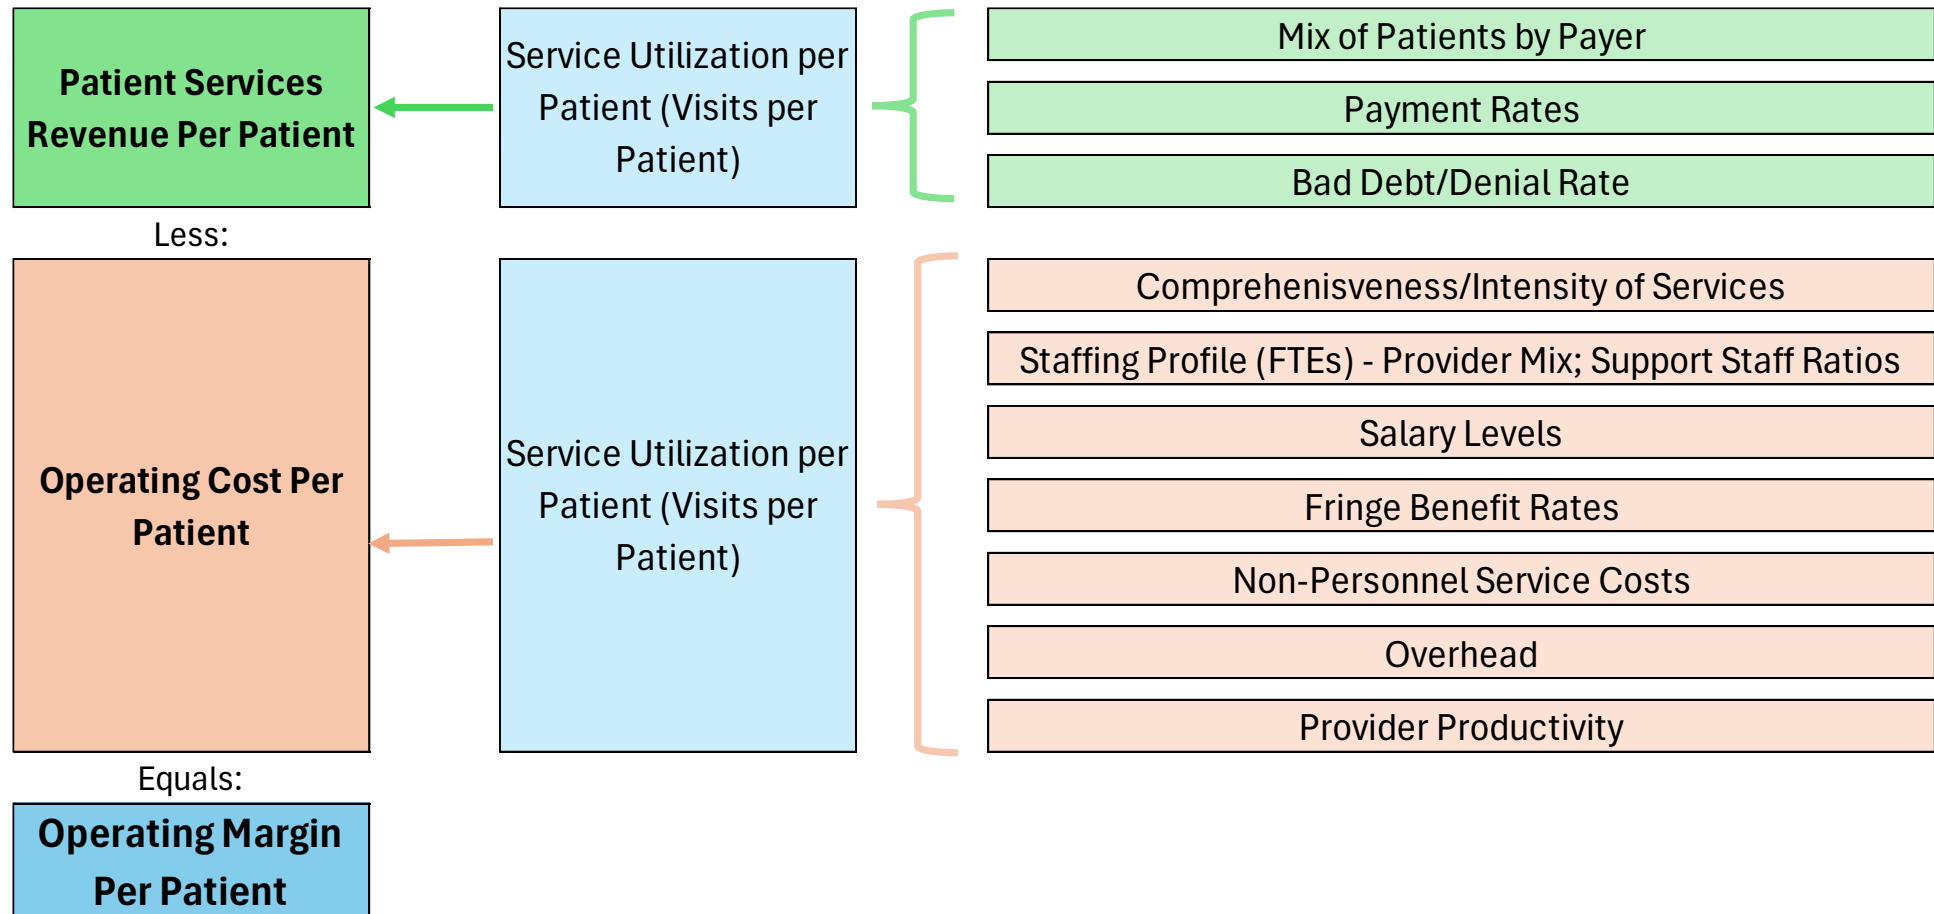 Patient Services
Revenue Per Patient
Service Utilization per
Patient (Visits per
Patient)
Mix of Patients by Payer
Payment Rates
Bad Debt/Denial Rate
Less:
Operating Cost Per
Patient
Service Utilization per
Patient (Visits per
Patient)
Comprehenisveness/Intensity of Services
Staffing Profile (FTEs) - Provider Mix; Support Staff Ratios
Salary Levels
Fringe Benefit Rates
Non-Personnel Service Costs
Overhead
Provider Productivity
Equals:
Operating Margin
Per Patient